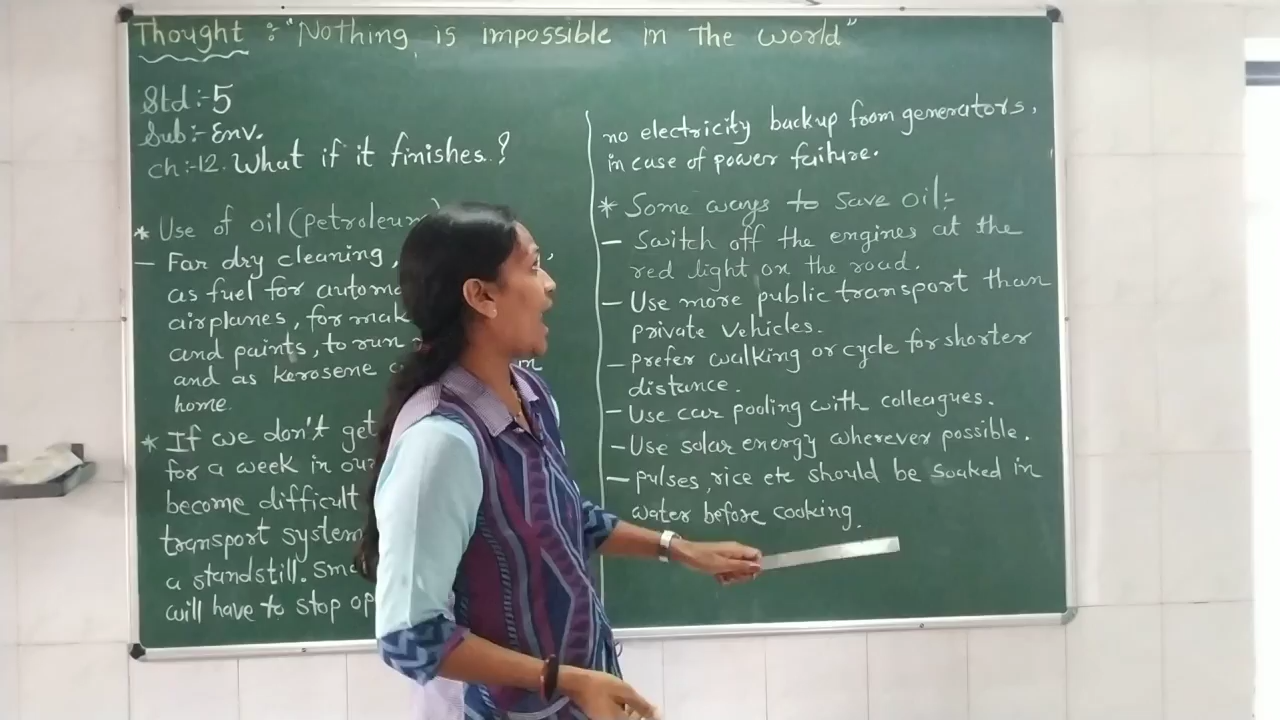 Thought :- "Nothing is impossible in the world"
Std:- 5
Sub:- Env.
ch:-12. What if it finishes?
* Use of oil (petroleum)
– For dry cleaning,
as fuel for
airplanes, for
and paints, to run
and as kerosene in
home.
* If we don't get
for a week in
become difficult
transport system
a standstill.
will have to stop
no electricity backup from generators,
in case of power failure.
* Some ways to save oil:-
– Switch off the engines at the
red light on the road.
– Use more public transport than
private vehicles.
– prefer walking or cycle for shorter
distance.
– Use car pooling with colleagues.
– Use solar energy wherever possible.
– pulses, rice etc should be soaked in
water before cooking.